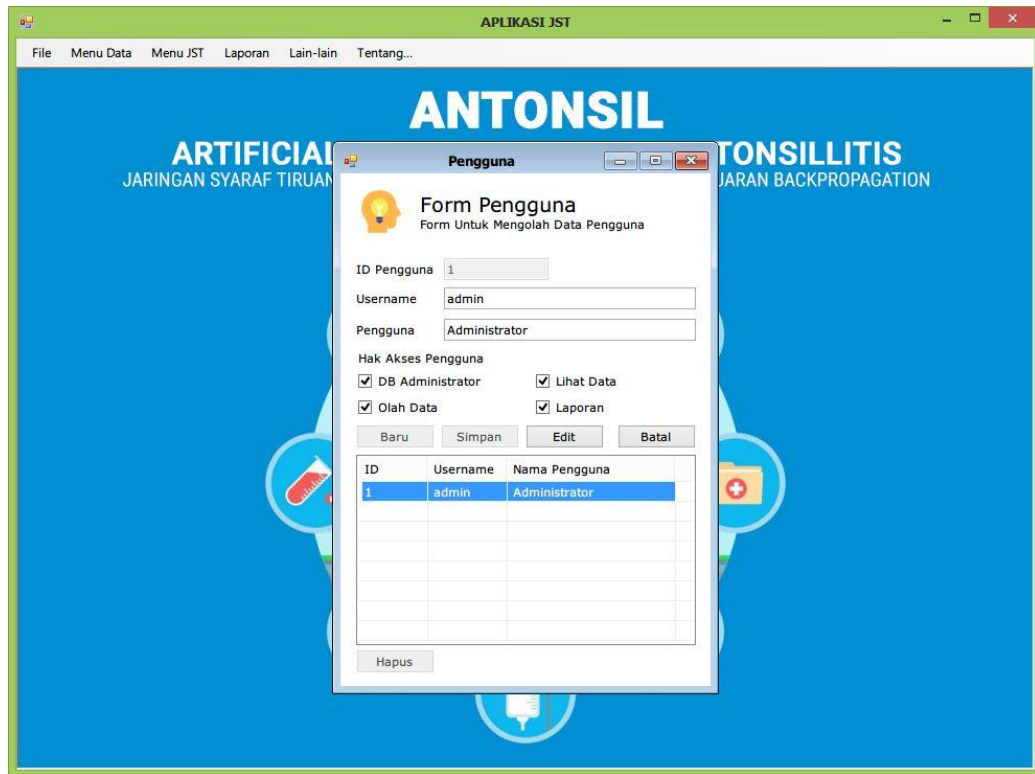 APLIKASI JST
File Menu Data Menu JST Laporan Lain-lain Tentang...
ANTONSIL
ARTIFICIAL TONSILLITIS
JARINGAN SYARAF TIRUAN JARAN BACKPROPAGATION
Pengguna
Form Pengguna
Form Untuk Mengolah Data Pengguna
ID Pengguna 1
Username admin
Pengguna Administrator
Hak Akses Pengguna
DB Administrator Lihat Data
Olah Data Laporan
Baru Simpan Edit Batal
ID Username Nama Pengguna
1 admin Administrator
Hapus